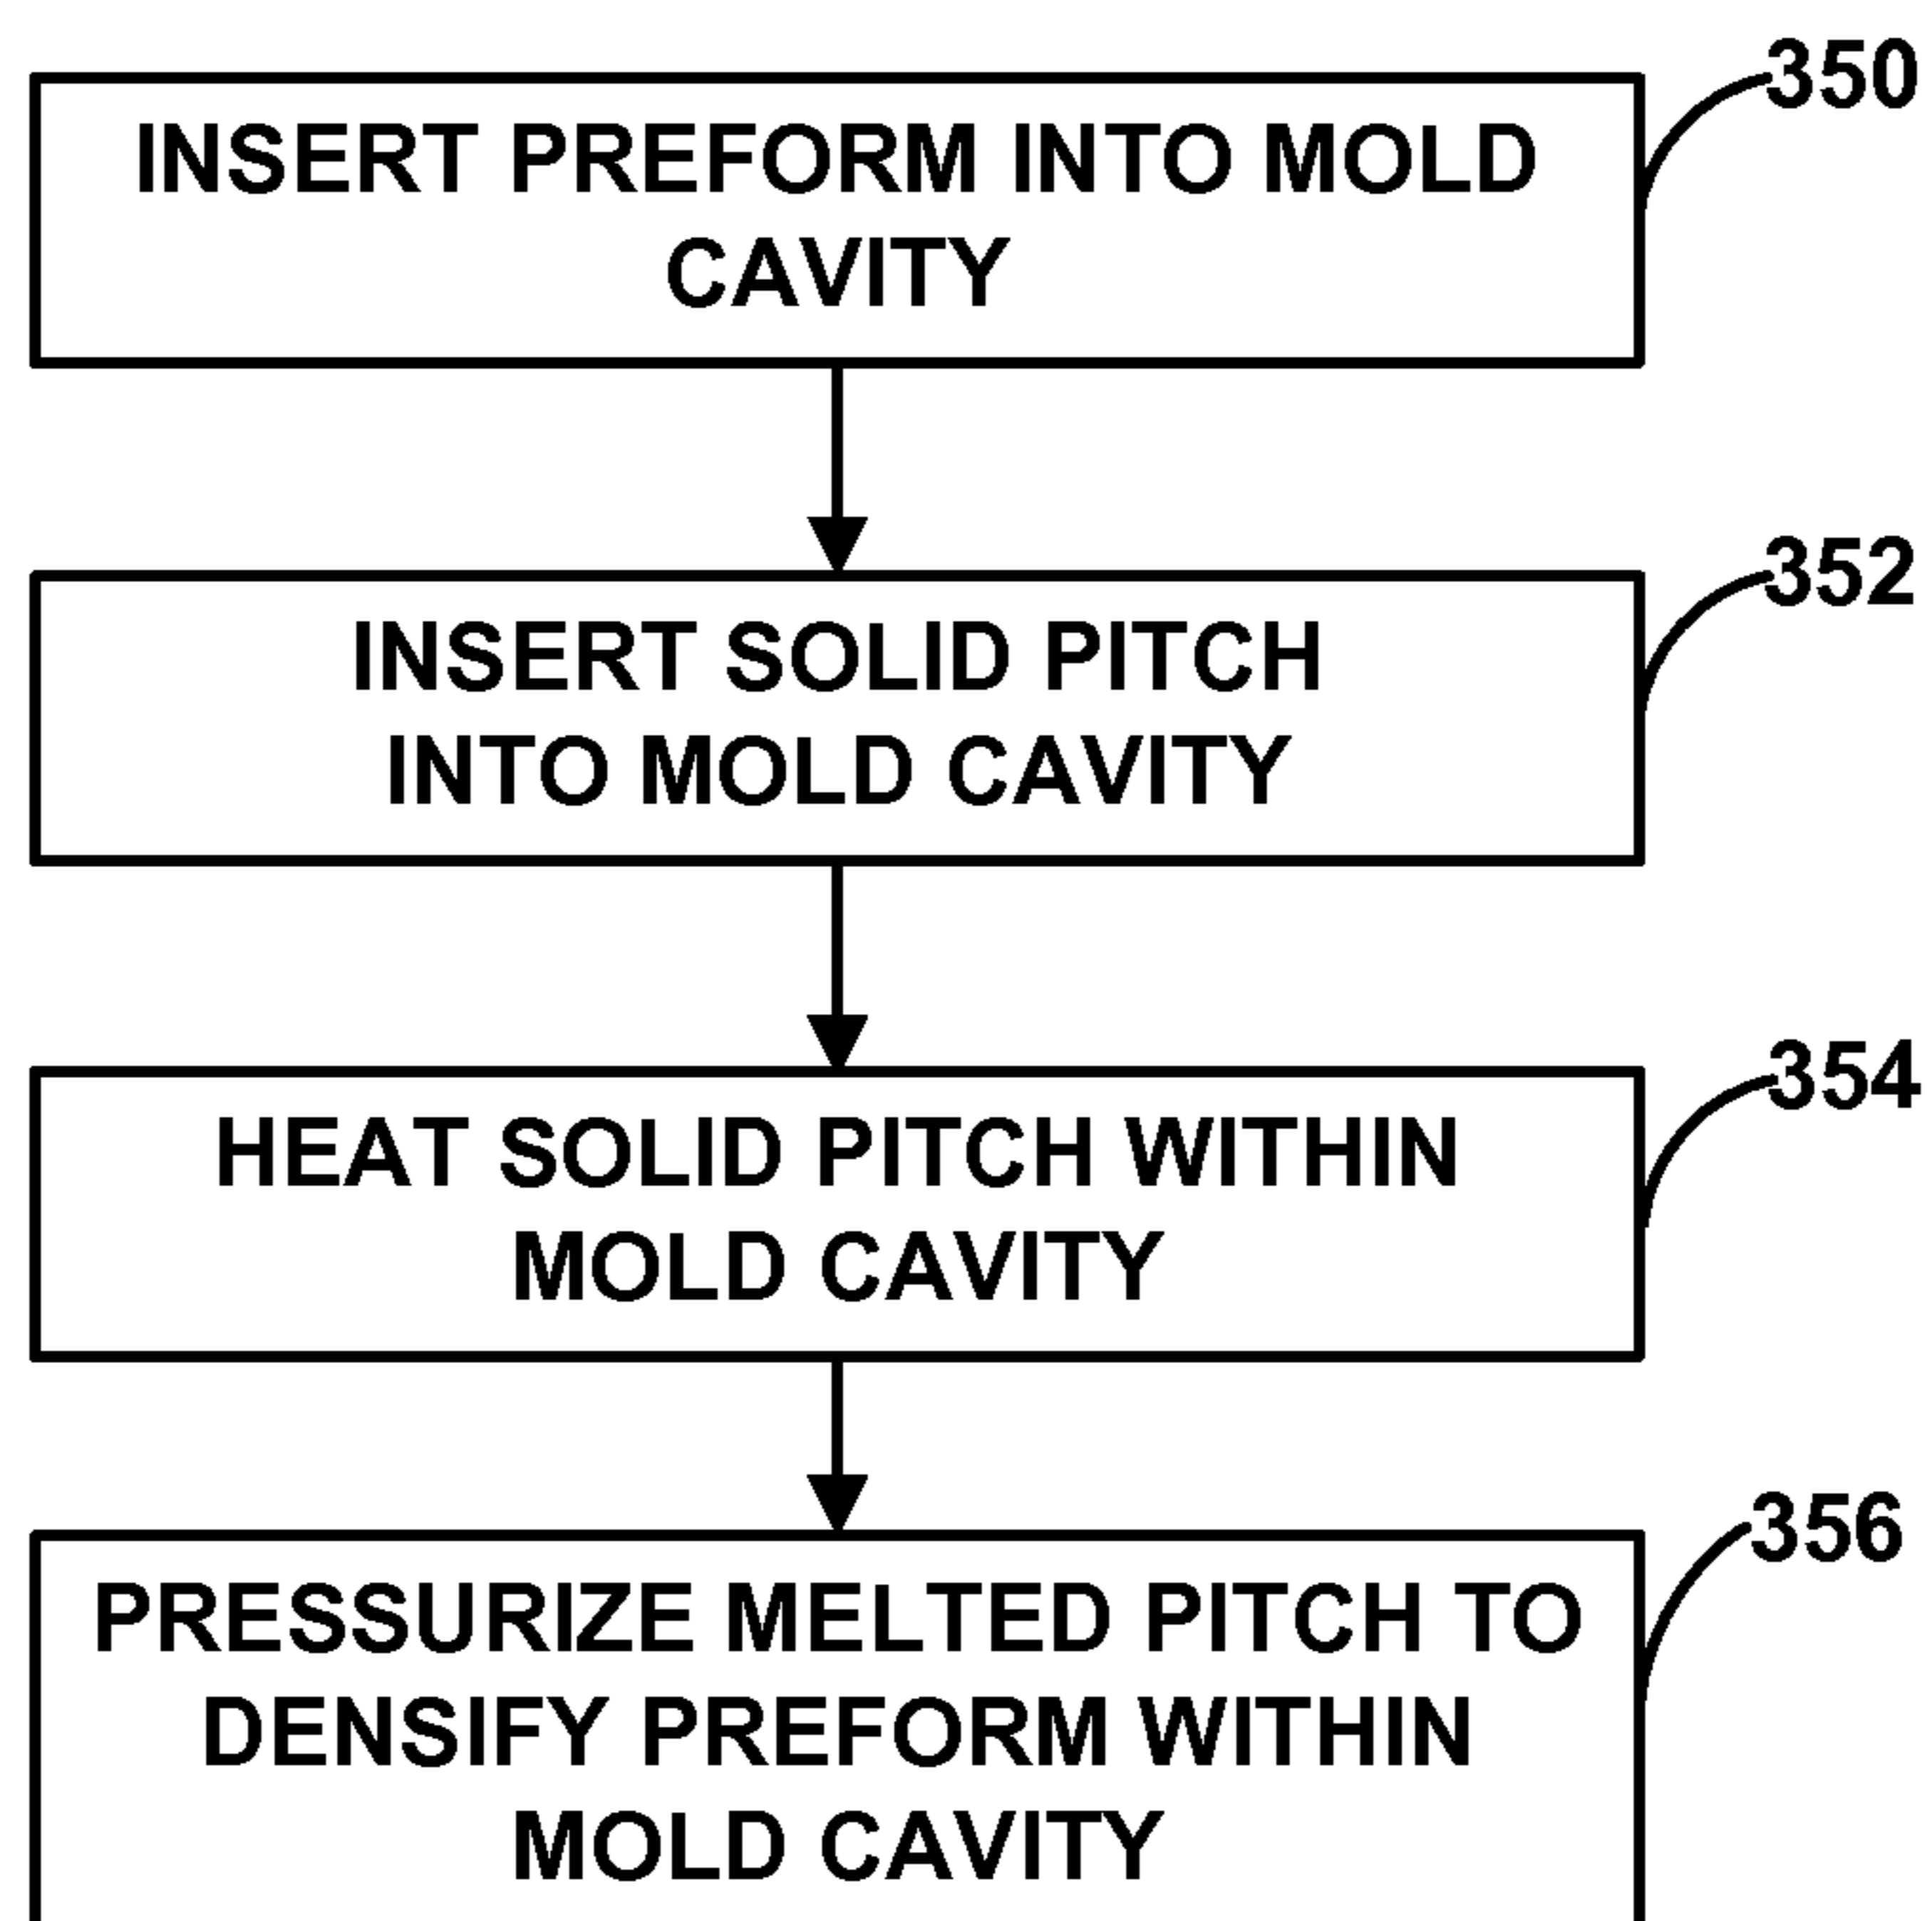 350
INSERT PREFORM INTO MOLD
CAVITY
352
INSERT SOLID PITCH
INTO MOLD CAVITY
354
HEAT SOLID PITCH WITHIN
MOLD CAVITY
356
PRESSURIZE MELTED PITCH TO
DENSIFY PREFORM WITHIN
MOLD CAVITY